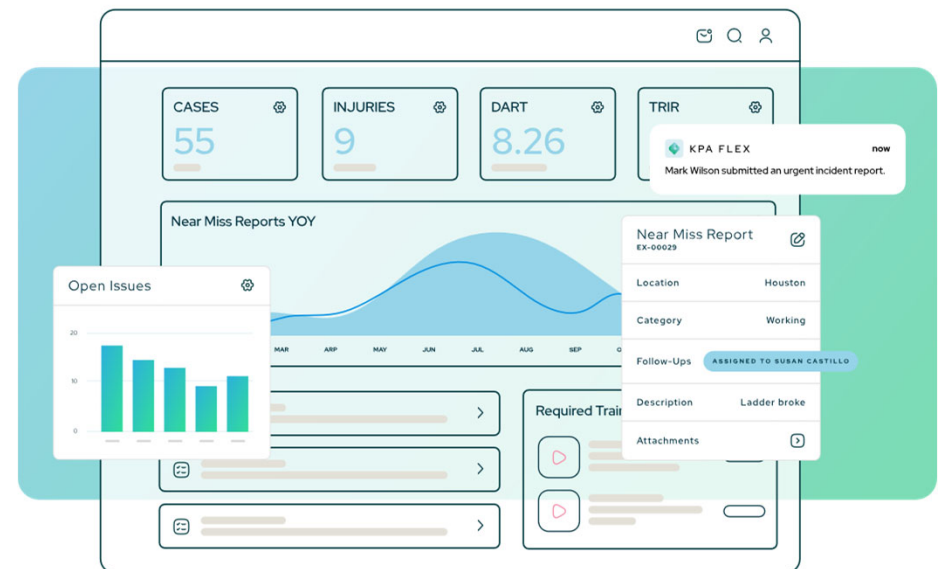 CASES
55
INJURIES
9
DART
8.26
TRIR
KPA FLEX
now
Mark Wilson submitted an urgent incident report.
Near Miss Reports YOY
MAR
ARP
MAY
JUN
JUL
AUG
SEP
Near Miss Report
EX-00029
Location
Houston
Category
Working
Follow-Ups
ASSIGNED TO SUSAN CASTILLO
Description
Ladder broke
Attachments
Open Issues
20
10
0
Required Trai